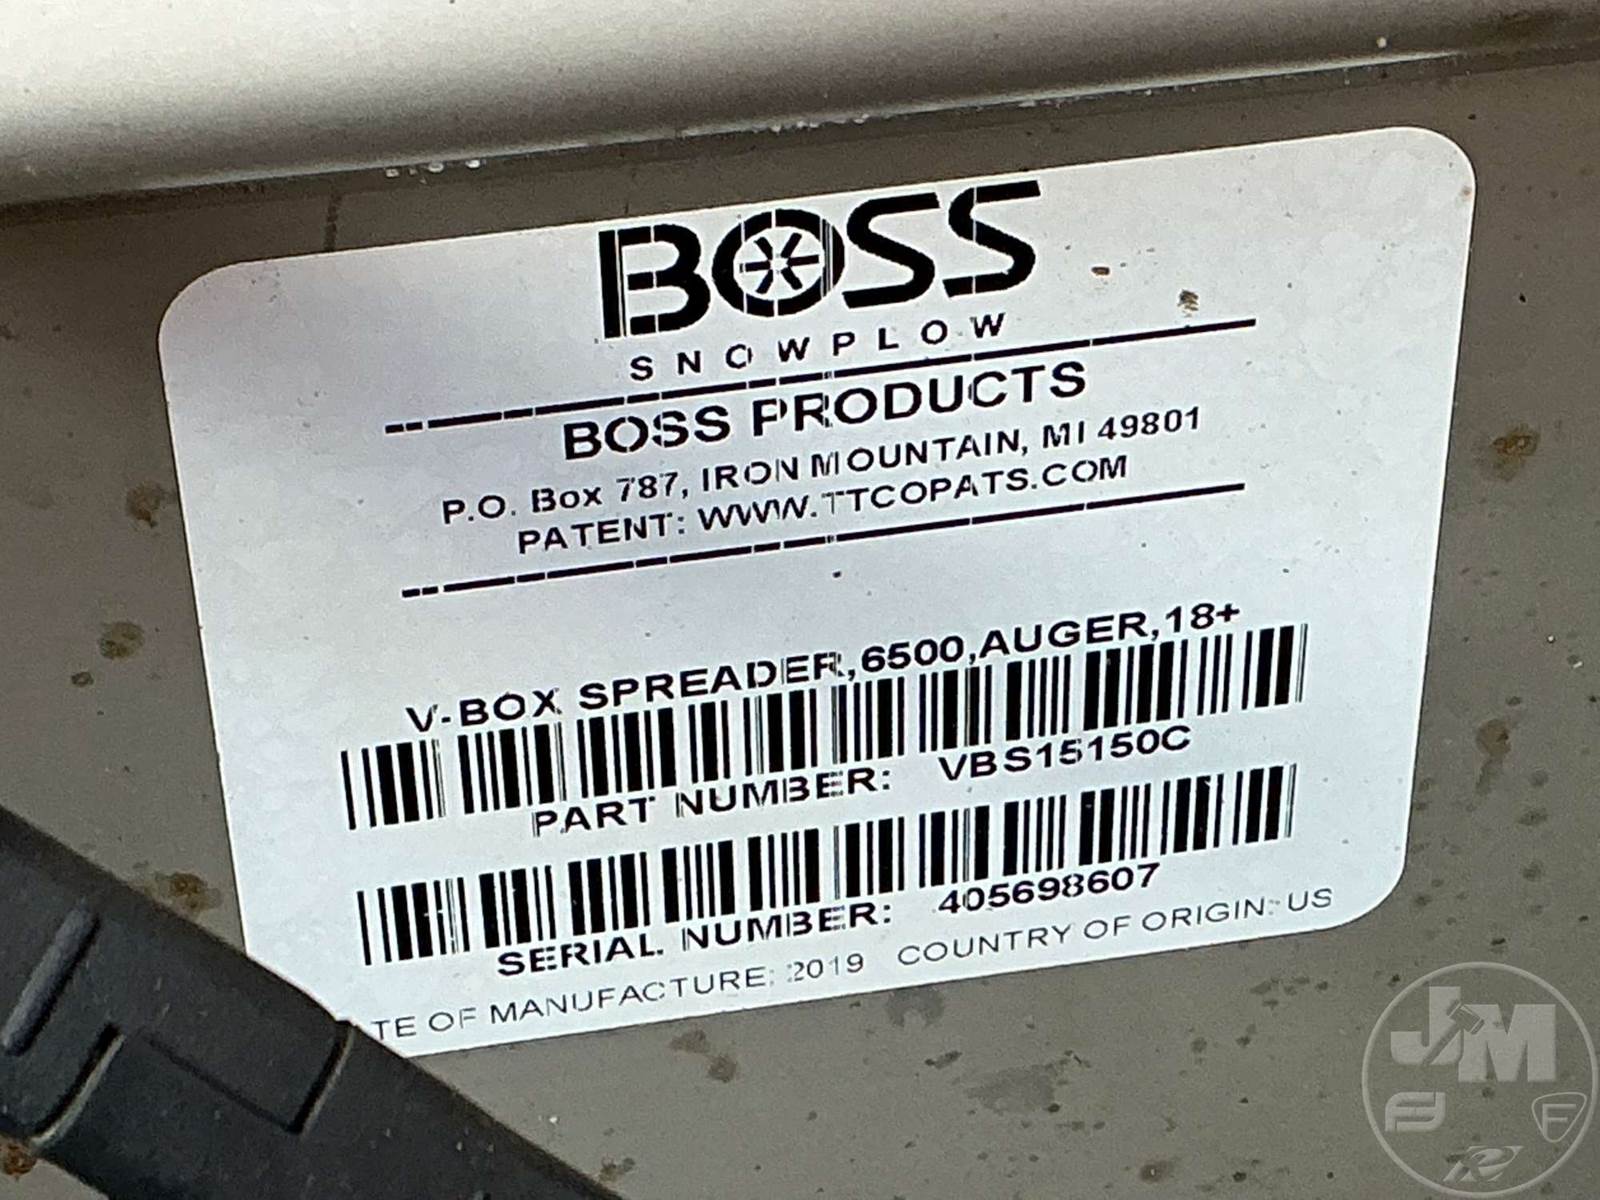 BOSS
SNOWPLOW
BOSS PRODUCTS
P.O. Box 787, IRON MOUNTAIN, MI 49801
PATENT: WWW.TTCOPATS.COM
V-BOX SPREADER,6500,AUGER,18+
PART NUMBER: VBS15150C
SERIAL NUMBER: 405698607
TE OF MANUFACTURE: 2019 COUNTRY OF ORIGIN: US
JM
F